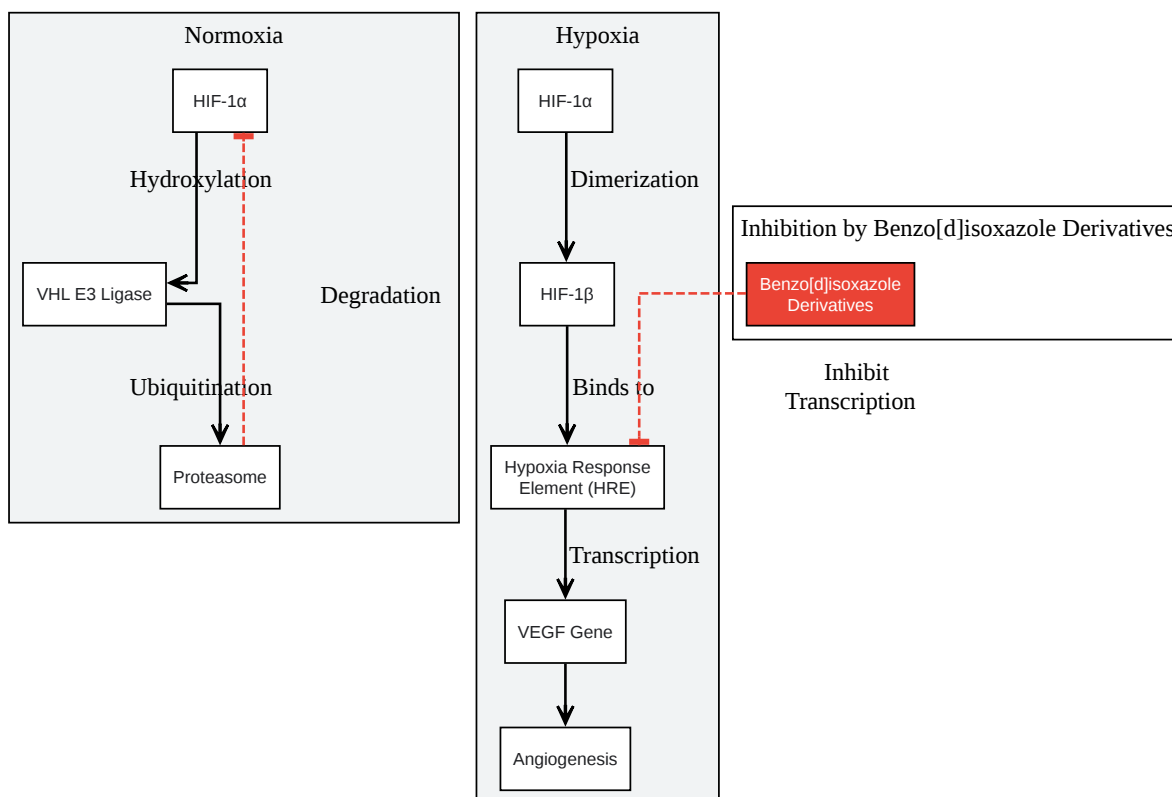 Normoxia
HIF-1α
Hydroxylation
VHL E3 Ligase
Degradation
Ubiquitination
Proteasome
Hypoxia
HIF-1α
Dimerization
HIF-1β
Binds to
Hypoxia Response
Element (HRE)
Transcription
VEGF Gene
Angiogenesis
Inhibition by Benzo[d]isoxazole Derivatives
Benzo[d]isoxazole
Derivatives
Inhibit
Transcription